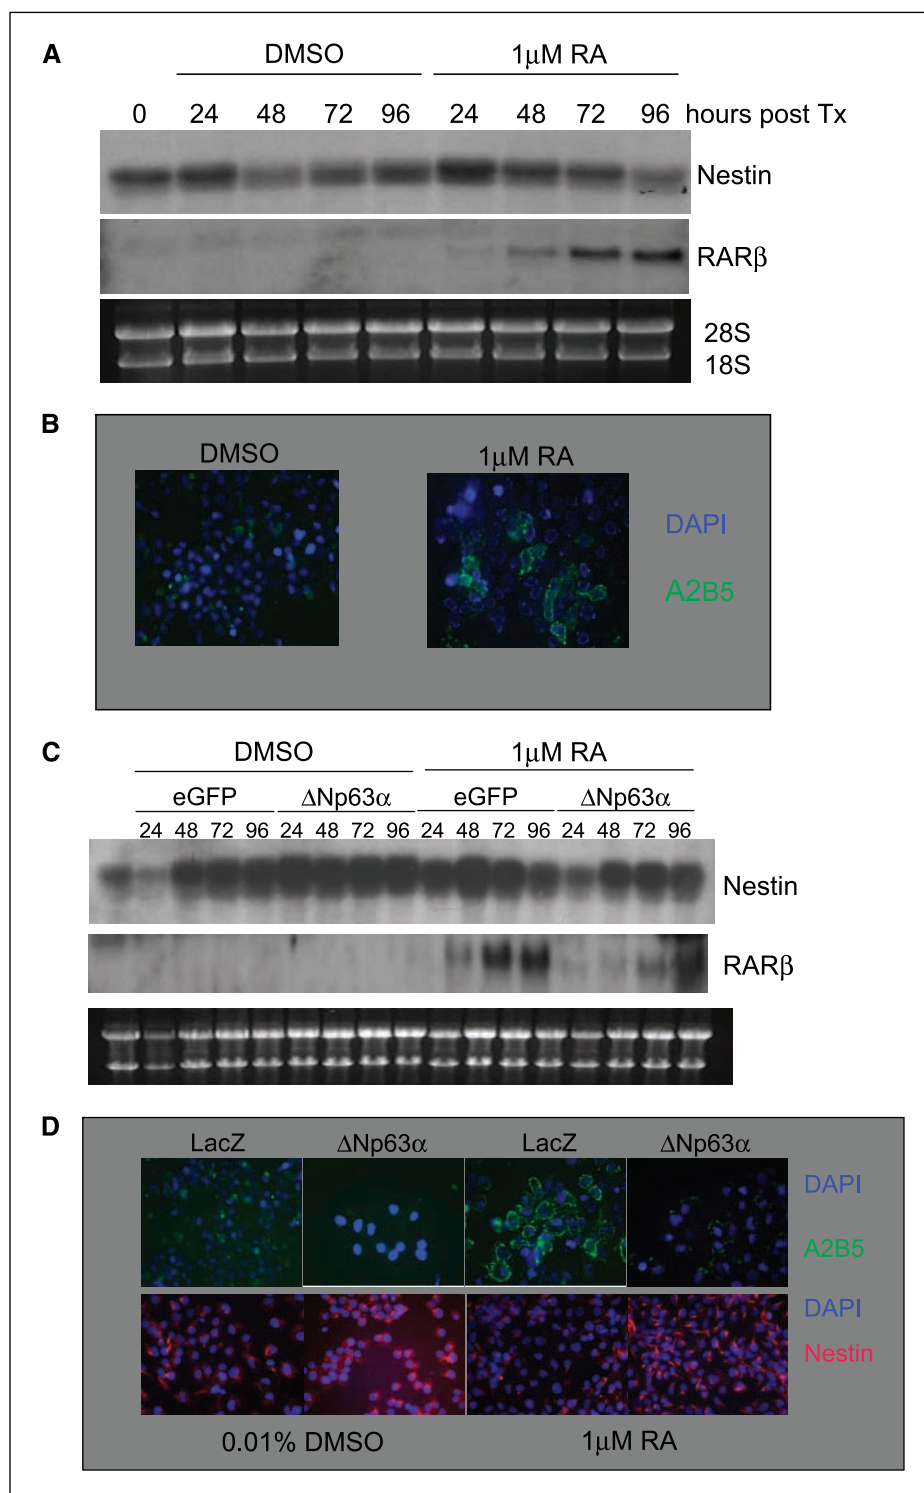 A
DMSO 1μM RA
0 24 48 72 96 24 48 72 96 hours post Tx
Nestin
RARβ
28S
18S
B
DMSO 1μM RA
DAPI
A2B5
C
DMSO 1μM RA
eGFP ΔNp63α eGFP ΔNp63α
24 48 72 96 24 48 72 96 24 48 72 96 24 48 72 96
Nestin
RARβ
D
LacZ ΔNp63α LacZ ΔNp63α
DAPI
A2B5
DAPI
Nestin
0.01% DMSO 1μM RA